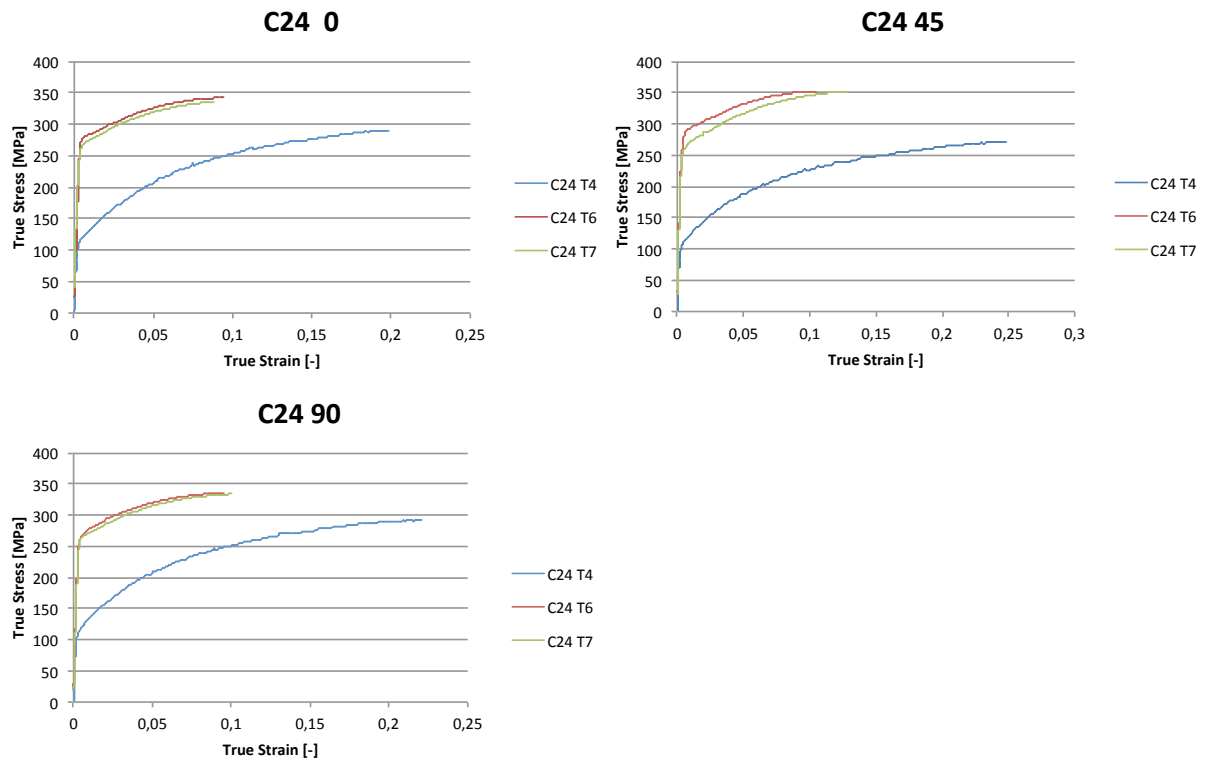 C24 0
400
350
300
250
200
150
100
50
0
True Stress [MPa]
0 0,05 0,1 0,15 0,2 0,25
True Strain [-]
C24 T4
C24 T6
C24 T7
C24 45
400
350
300
250
200
150
100
50
0
True Stress [MPa]
0 0,05 0,1 0,15 0,2 0,25 0,3
True Strain [-]
C24 T4
C24 T6
C24 T7
C24 90
400
350
300
250
200
150
100
50
0
True Stress [MPa]
0 0,05 0,1 0,15 0,2 0,25
True Strain [-]
C24 T4
C24 T6
C24 T7